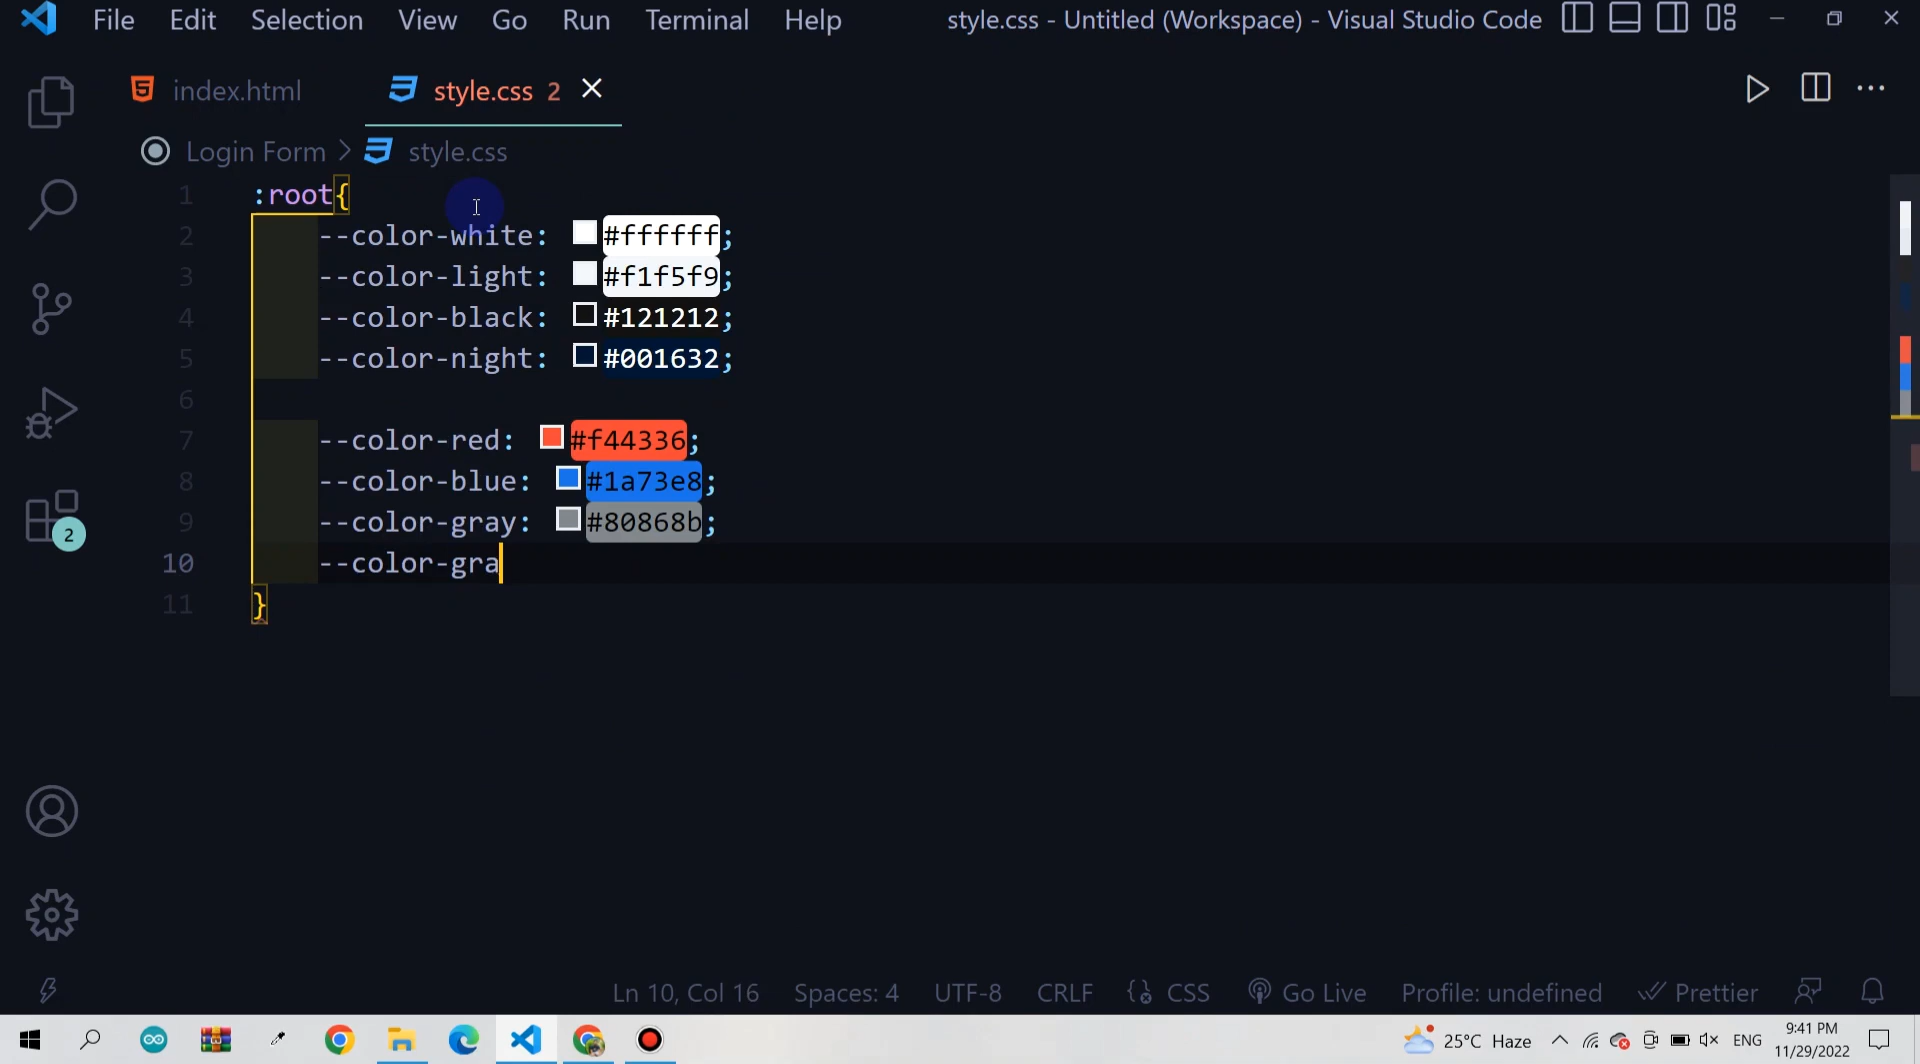 File Edit Selection View Go Run Terminal Help style.css - Untitled (Workspace) - Visual Studio Code
index.html style.css 2
Login Form > style.css
1 :root{
2 --color-white: #ffffff;
3 --color-light: #f1f5f9;
4 --color-black: #121212;
5 --color-night: #001632;
6
7 --color-red: #f44336;
8 --color-blue: #1a73e8;
9 --color-gray: #80868b;
10 --color-gra
11 }
2
Ln 10, Col 16 Spaces: 4 UTF-8 CRLF CSS Go Live Profile: undefined Prettier
25°C Haze ENG 9:41 PM
11/29/2022